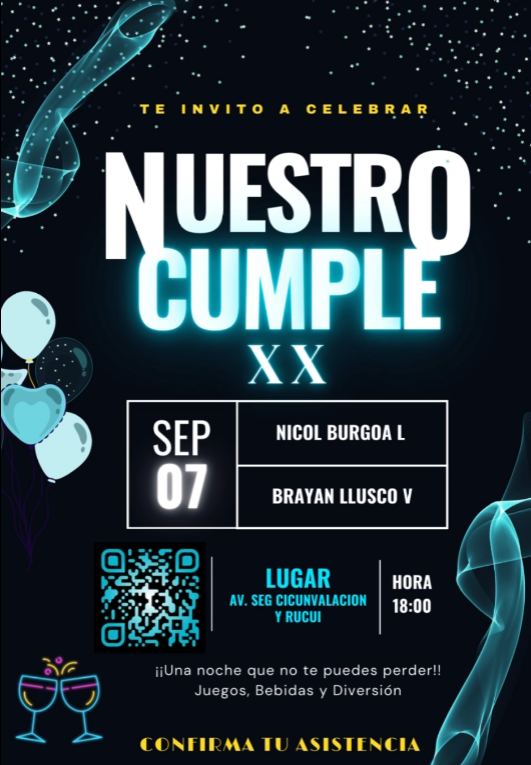 TE INVITO A CELEBRAR
NUESTRO
CUMPLE
XX
SEP
07
NICOL BURGOA L
BRAYAN LLUSCO V
LUGAR
AV. SEG CICUNVALACION
Y RUCUI
HORA
18:00
¡¡Una noche que no te puedes perder!!
Juegos, Bebidas y Diversión
CONFIRMA TU ASISTENCIA